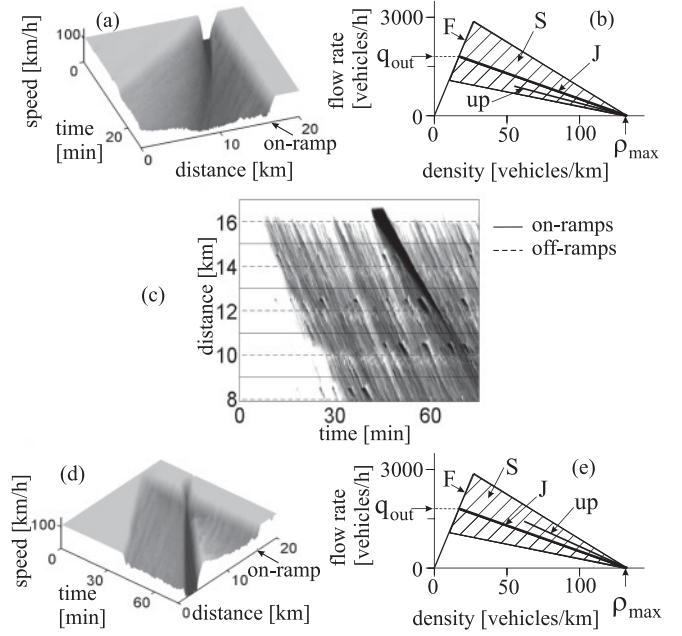 (a)
speed [km/h]
100
0
time
[min]
20
0
10
20
distance [km]
on-ramp
(b)
flow rate
[vehicles/h]
3000
q_out
0
F
S
J
up
0
50
100
ρ_max
density [vehicles/km]
(c)
distance [km]
16
14
12
10
8
0
30
60
time [min]
on-ramps
off-ramps
(d)
speed [km/h]
100
0
time
[min]
30
60
0
10
20
distance [km]
on-ramp
(e)
flow rate
[vehicles/h]
3000
q_out
0
F
S
J
up
0
50
100
ρ_max
density [vehicles/km]